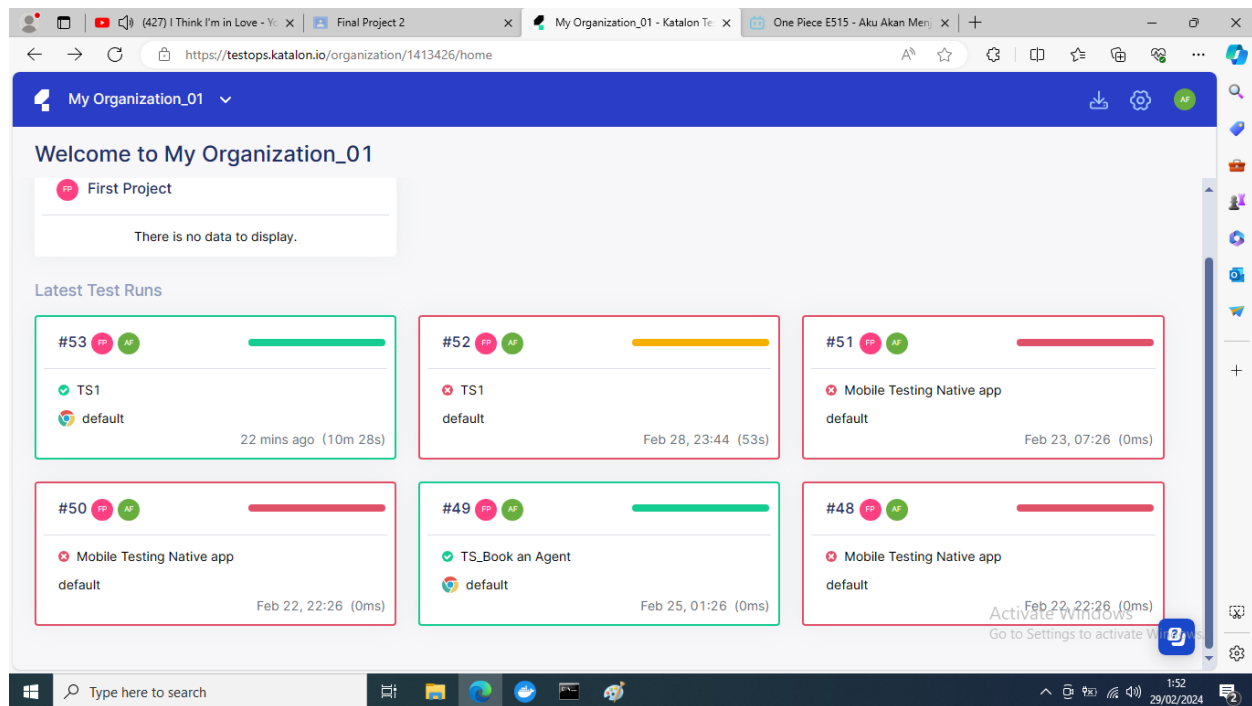 (427) I Think I'm in Love - Yo
Final Project 2
My Organization_01 - Katalon Te
One Piece E515 - Aku Akan Menj
https://testops.katalon.io/organization/1413426/home
My Organization_01
AF
Welcome to My Organization_01
FP First Project
There is no data to display.
Latest Test Runs
#53 FP AF
TS1
default
22 mins ago (10m 28s)
#52 FP AF
TS1
default
Feb 28, 23:44 (53s)
#51 FP AF
Mobile Testing Native app
default
Feb 23, 07:26 (0ms)
#50 FP AF
Mobile Testing Native app
default
Feb 22, 22:26 (0ms)
#49 FP AF
TS_Book an Agent
default
Feb 25, 01:26 (0ms)
#48 FP AF
Mobile Testing Native app
default
Feb 22, 22:26 (0ms)
Activate Windows
Go to Settings to activate Windows.
Type here to search
1:52
29/02/2024
2